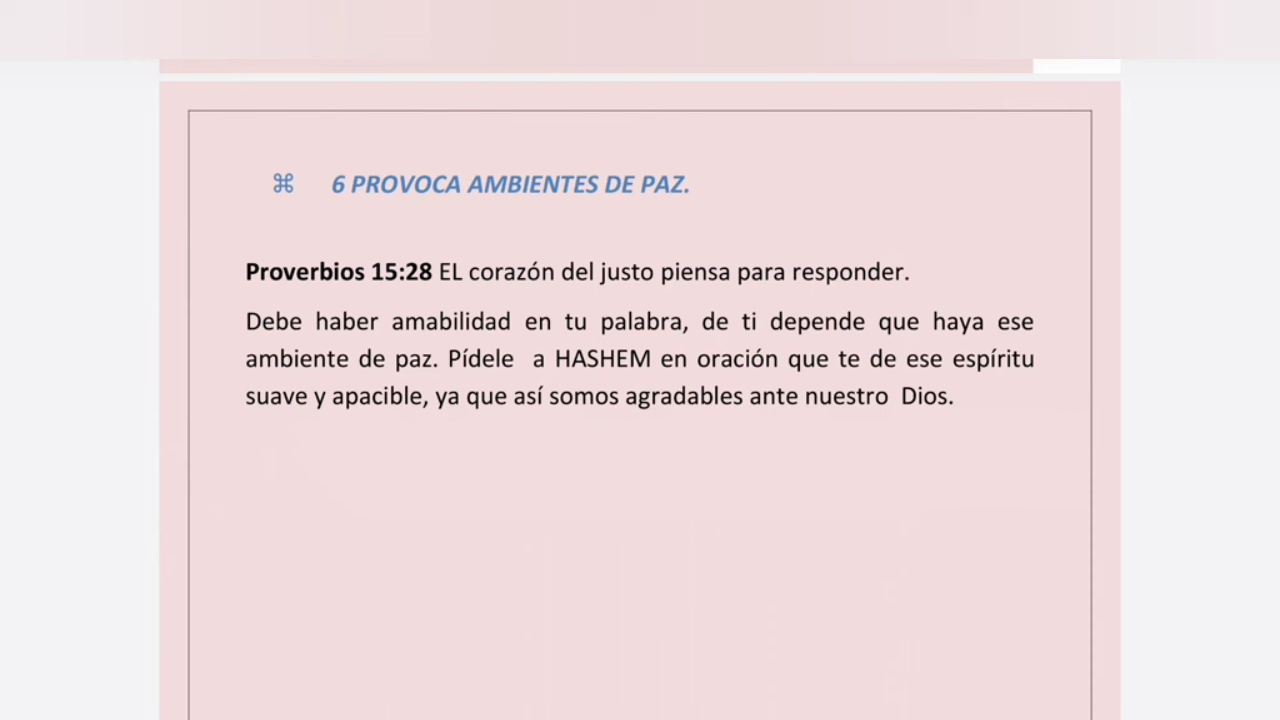 ⌘ 6 PROVOCA AMBIENTES DE PAZ.
Proverbios 15:28 EL corazón del justo piensa para responder.
Debe haber amabilidad en tu palabra, de ti depende que haya ese
ambiente de paz. Pídele a HASHEM en oración que te de ese espíritu
suave y apacible, ya que así somos agradables ante nuestro Dios.